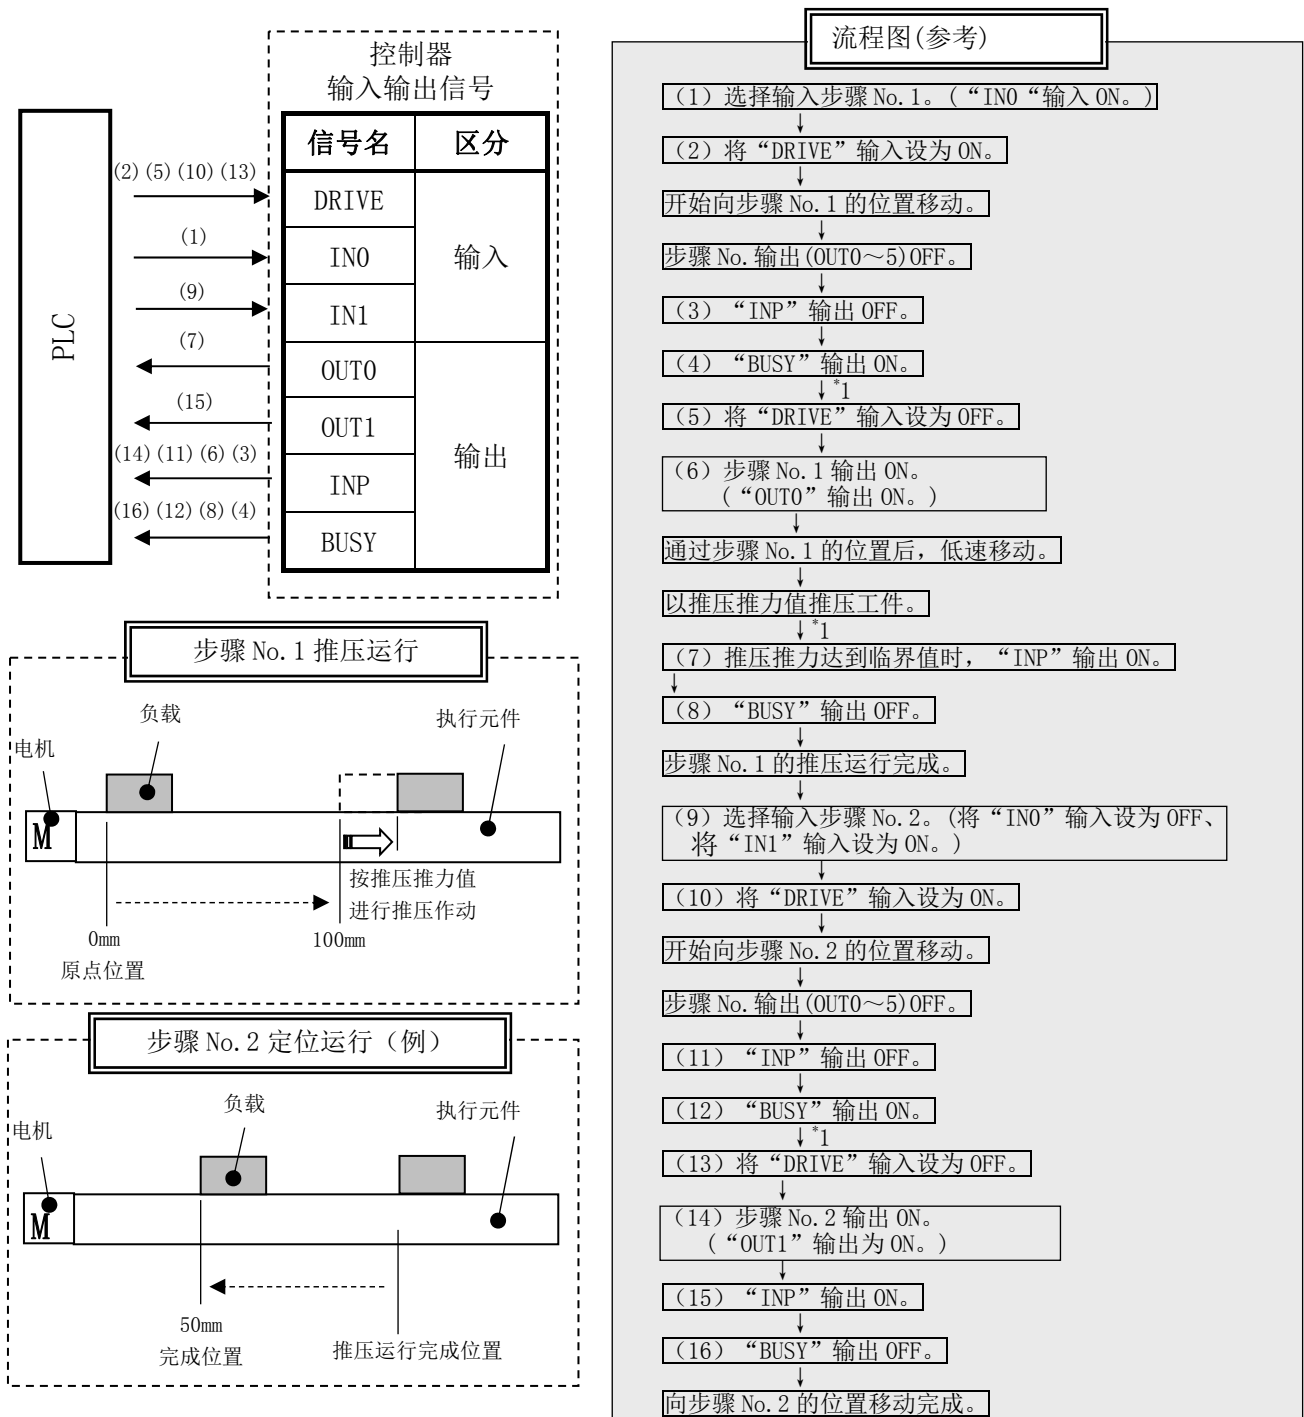 控制器
输入输出信号
信号名 区分
(2)(5)(10)(13)
DRIVE
(1)
IN0
输入
(9)
IN1
PLC
(7)
OUT0
(15)
OUT1
输出
(14)(11)(6)(3)
INP
(16)(12)(8)(4)
BUSY
步骤 No.1 推压运行
负载
执行元件
电机
M
按推压推力值
进行推压作动
0mm
100mm
原点位置
步骤 No.2 定位运行（例）
负载
执行元件
电机
M
50mm
完成位置
推压运行完成位置
流程图(参考)
（1）选择输入步骤 No.1。(“IN0“输入 ON。)
（2）将“DRIVE”输入设为 ON。
开始向步骤 No.1 的位置移动。
步骤 No.输出(OUT0～5)OFF。
（3）“INP”输出 OFF。
（4）“BUSY”输出 ON。
*1
（5）将“DRIVE”输入设为 OFF。
（6）步骤 No.1 输出 ON。
(“OUT0”输出 ON。)
通过步骤 No.1 的位置后，低速移动。
以推压推力值推压工件。
*1
（7）推压推力达到临界值时，“INP”输出 ON。
（8）“BUSY”输出 OFF。
步骤 No.1 的推压运行完成。
（9）选择输入步骤 No.2。(将“IN0”输入设为 OFF、
将“IN1”输入设为 ON。)
（10）将“DRIVE”输入设为 ON。
开始向步骤 No.2 的位置移动。
步骤 No.输出(OUT0～5)OFF。
（11）“INP”输出 OFF。
（12）“BUSY”输出 ON。
*1
（13）将“DRIVE”输入设为 OFF。
（14）步骤 No.2 输出 ON。
(“OUT1”输出为 ON。)
（15）“INP”输出 ON。
（16）“BUSY”输出 OFF。
向步骤 No.2 的位置移动完成。